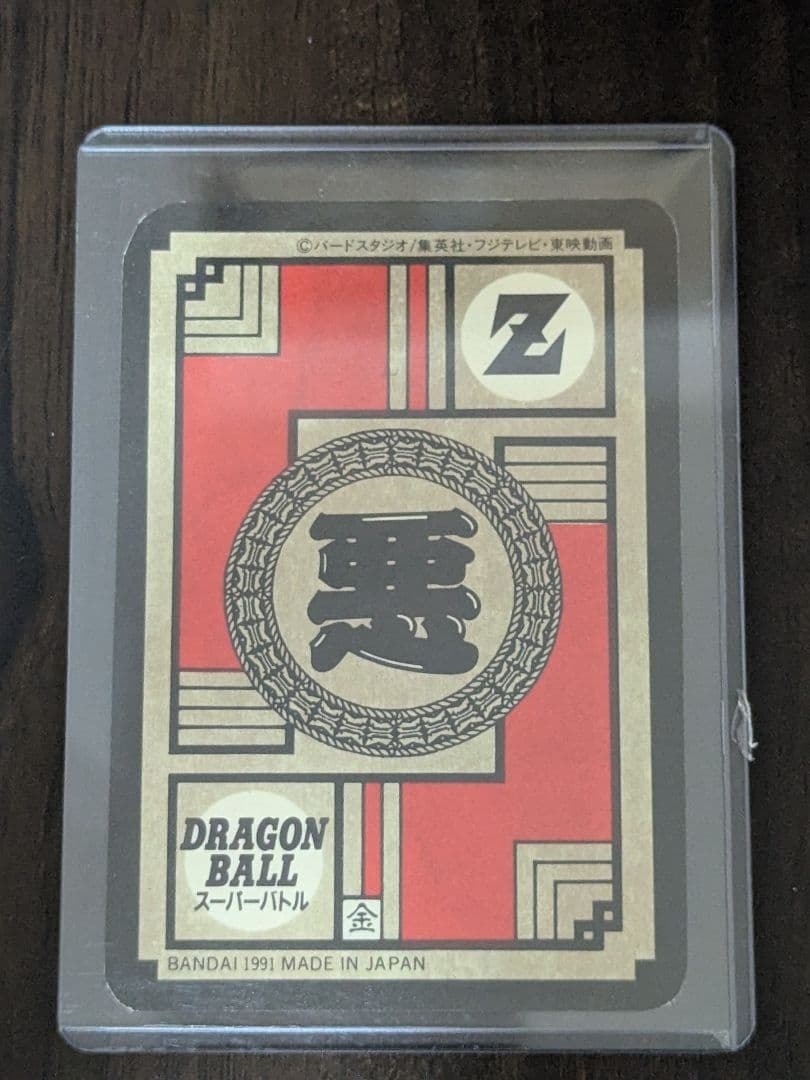 ©バードスタジオ/集英社・フジテレビ・東映動画
Z
悪
DRAGON
BALL
スーパーバトル
金
BANDAI 1991 MADE IN JAPAN